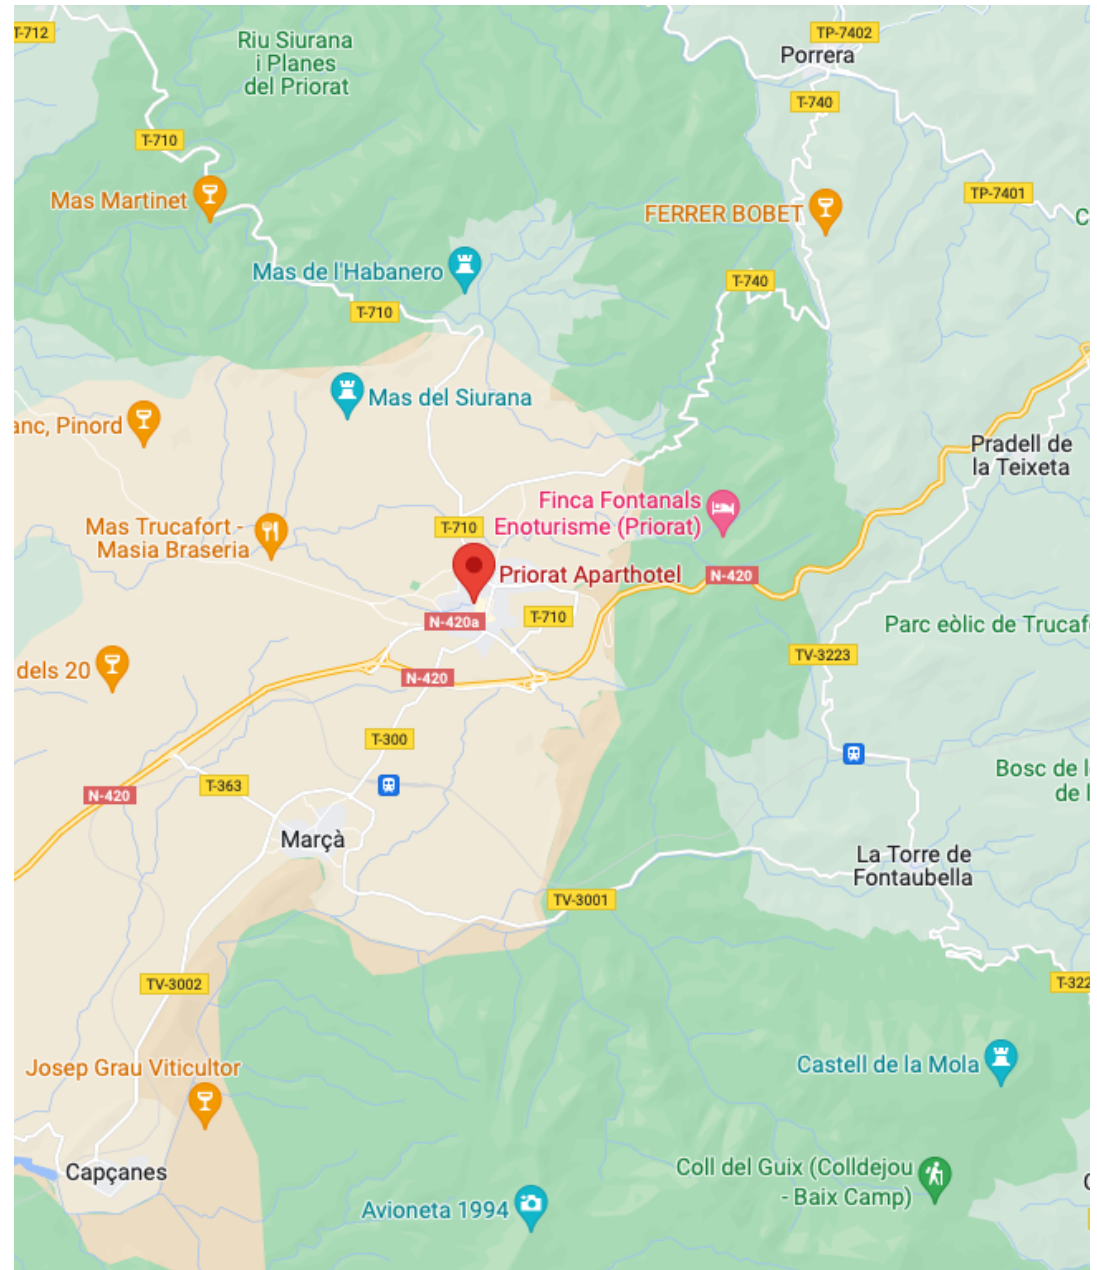 T-712
Riu Siurana
i Planes
del Priorat
TP-7402
Porrera
T-740
T-710
Mas Martinet
TP-7401
FERRER BOBET
C
Mas de l'Habanero
T-740
T-710
Mas del Siurana
anc, Pinord
Pradell de
la Teixeta
Finca Fontanals
Enoturisme (Priorat)
Mas Trucafort -
Masia Braseria
T-710
Priorat Aparthotel
N-420
N-420a
T-710
Parc eòlic de Trucaf
TV-3223
dels 20
N-420
T-300
T-363
N-420
Bosc de l
de l
Marçà
La Torre de
Fontaubella
TV-3001
TV-3002
T-322
Josep Grau Viticultor
Castell de la Mola
Capçanes
Coll del Guix (Colldejou
- Baix Camp)
Avioneta 1994